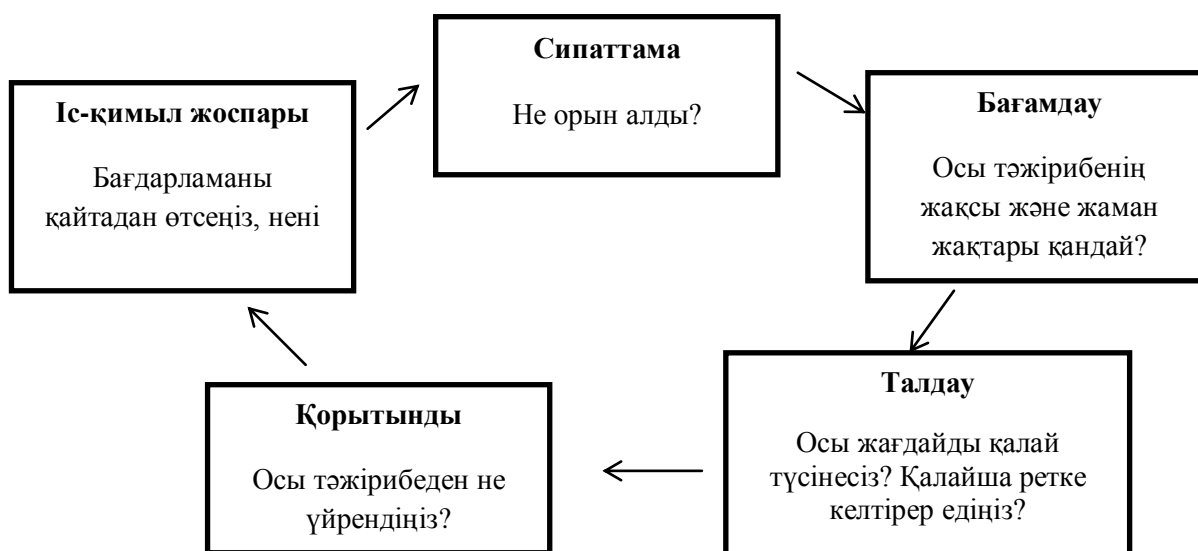 Сипаттама
Не орын алды?
Бағамдау
Осы тәжірибенің
жақсы және жаман
жақтары қандай?
Талдау
Осы жағдайды қалай
түсінесіз? Қалайша ретке
келтірер едіңіз?
Қорытынды
Осы тәжірибеден не
үйрендіңіз?
Іс-қимыл жоспары
Бағдарламаны
қайтадан өтсеңіз, нені